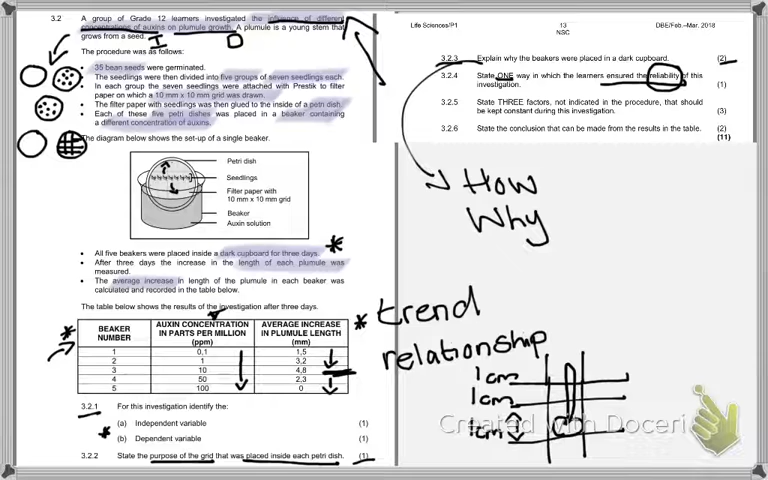 3.2 A group of Grade 12 learners investigated the influence of different
concentrations of auxins on plumule growth. A plumule is a young stem that
grows from a seed.
I
D
The procedure was as follows:
• 35 bean seeds were germinated.
• The seedlings were then divided into five groups of seven seedlings each.
• In each group the seven seedlings were attached with Prestik to filter
paper on which a 10 mm x 10 mm grid was drawn.
• The filter paper with seedlings was then glued to the inside of a petri dish.
• Each of these five petri dishes was placed in a beaker containing
a different concentration of auxins.
The diagram below shows the set-up of a single beaker.
Petri dish
Seedlings
Filter paper with
10 mm x 10 mm grid
Beaker
Auxin solution
• All five beakers were placed inside a dark cupboard for three days.
• After three days the increase in the length of each plumule was
measured.
• The average increase in length of the plumule in each beaker was
calculated and recorded in the table below.
The table below shows the results of the investigation after three days.
BEAKER NUMBER AUXIN CONCENTRATION IN PARTS PER MILLION (ppm) AVERAGE INCREASE IN PLUMULE LENGTH (mm)
1 0,1 1,5
2 1 3,2
3 10 4,8
4 50 2,3
5 100 0
3.2.1 For this investigation identify the:
(a) Independent variable (1)
(b) Dependent variable (1)
3.2.2 State the purpose of the grid that was placed inside each petri dish. (1)
Life Sciences/P1 13 DBE/Feb.-Mar. 2018
NSC
3.2.3 Explain why the beakers were placed in a dark cupboard. (2)
3.2.4 State ONE way in which the learners ensured the reliability of this
investigation. (1)
3.2.5 State THREE factors, not indicated in the procedure, that should
be kept constant during this investigation. (3)
3.2.6 State the conclusion that can be made from the results in the table. (2)
(11)
How
Why
* trend
relationship
1cm
1cm
1cm
Created with Doceri